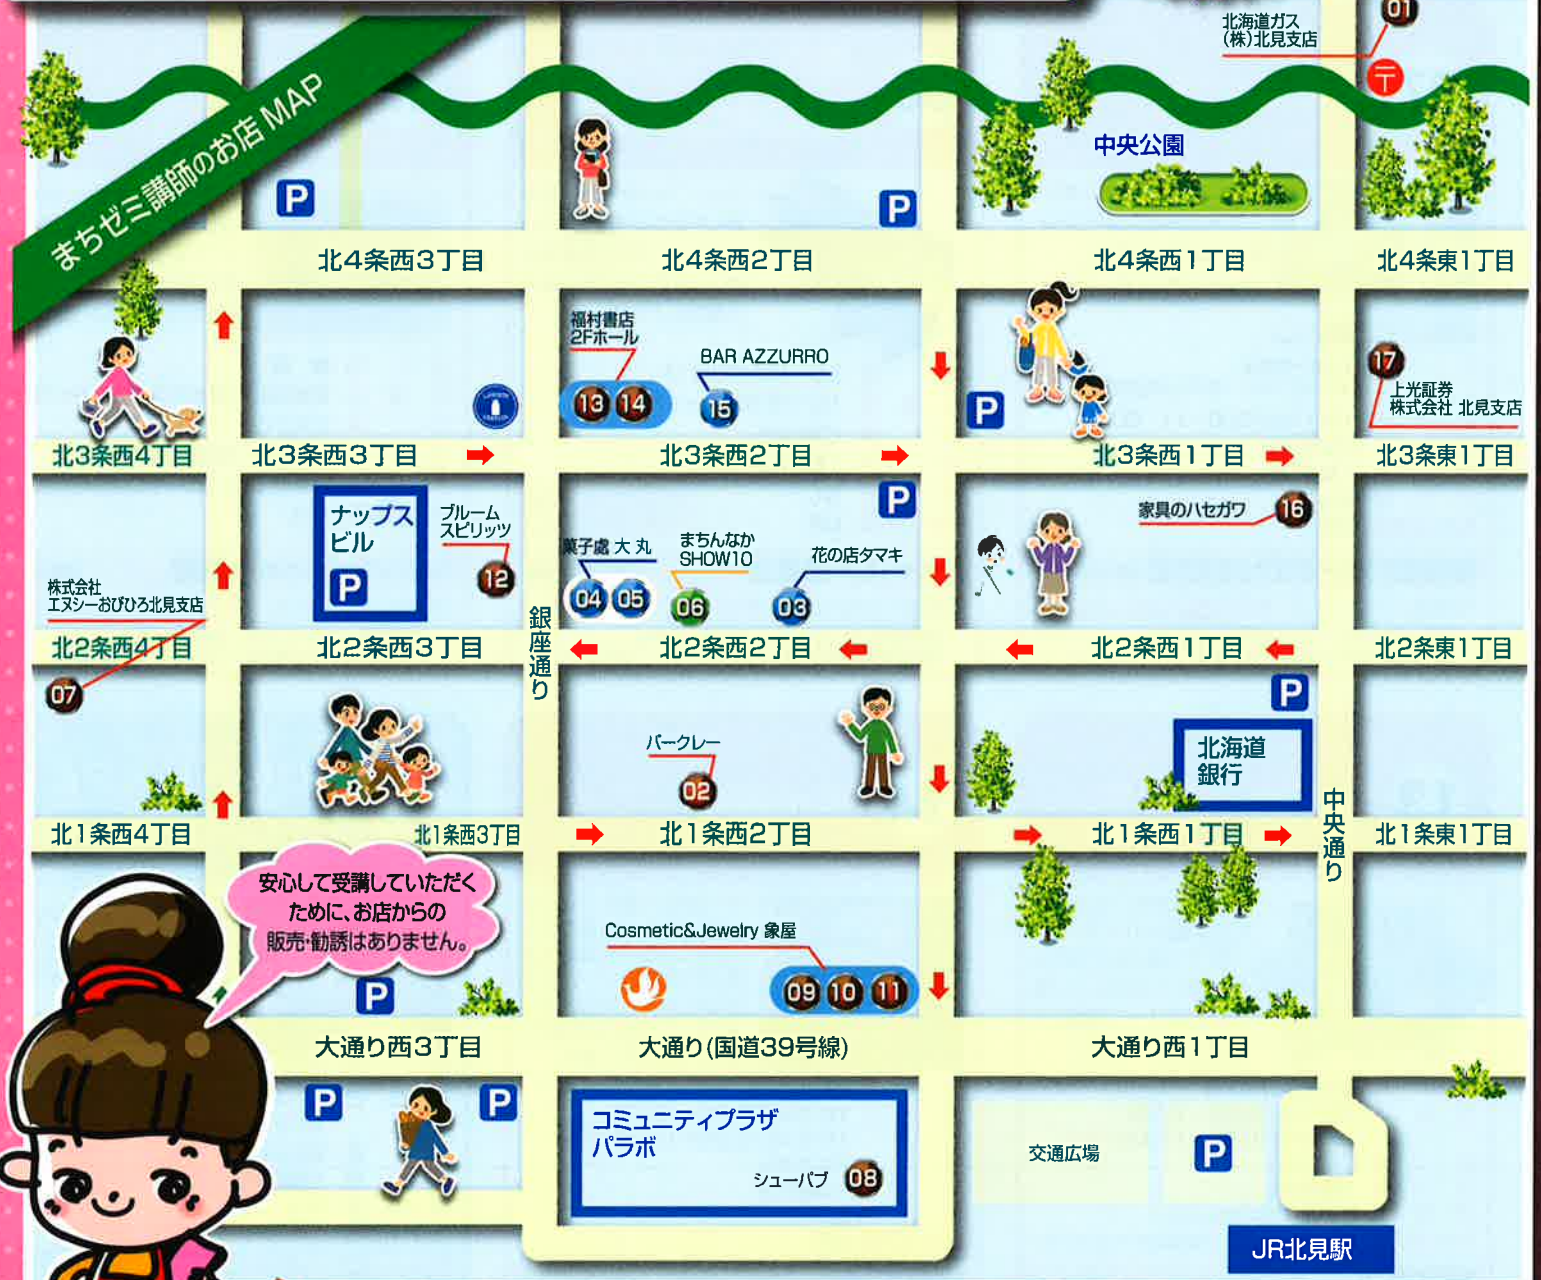 まちゼミ講師のお店 MAP
北海道ガス
(株)北見支店
01
〒
中央公園
P
P
北4条西3丁目
北4条西2丁目
北4条西1丁目
北4条東1丁目
福村書店
2Fホール
13
14
BAR AZZURRO
15
P
17
上光証券
株式会社 北見支店
北3条西4丁目
北3条西3丁目
北3条西2丁目
北3条西1丁目
北3条東1丁目
ナップス
ビル
P
ブルーム
スピリッツ
12
菓子處 大丸
04
05
まちんなか
SHOW10
06
花の店タマキ
03
P
家具のハセガワ
16
株式会社
エヌシーおびひろ北見支店
07
銀座通り
北2条西4丁目
北2条西3丁目
北2条西2丁目
北2条西1丁目
北2条東1丁目
バークレー
02
P
北海道
銀行
中央通り
北1条西4丁目
北1条西3丁目
北1条西2丁目
北1条西1丁目
北1条東1丁目
安心して受講していただく
ために、お店からの
販売・勧誘はありません。
P
Cosmetic&Jewelry 象屋
09
10
11
大通り西3丁目
大通り(国道39号線)
大通り西1丁目
P
P
コミュニティプラザ
パラボ
シューパブ
08
交通広場
P
JR北見駅